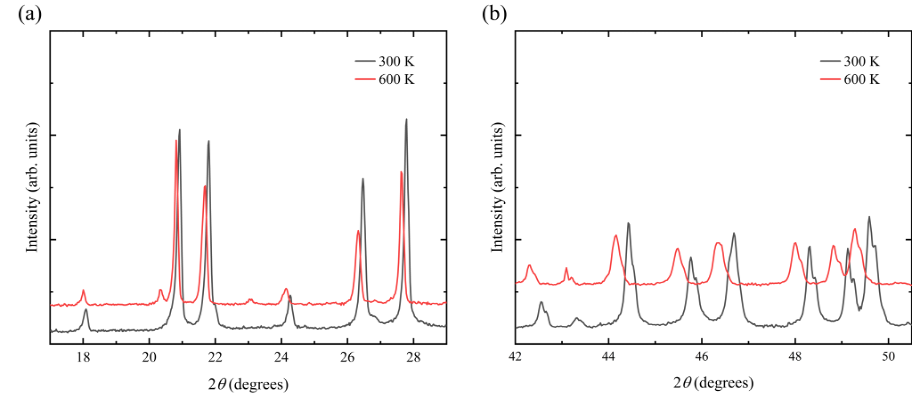 (a)
(b)
300 K
600 K
300 K
600 K
Intensity (arb. units)
Intensity (arb. units)
18 20 22 24 26 28
42 44 46 48 50
2θ (degrees)
2θ (degrees)